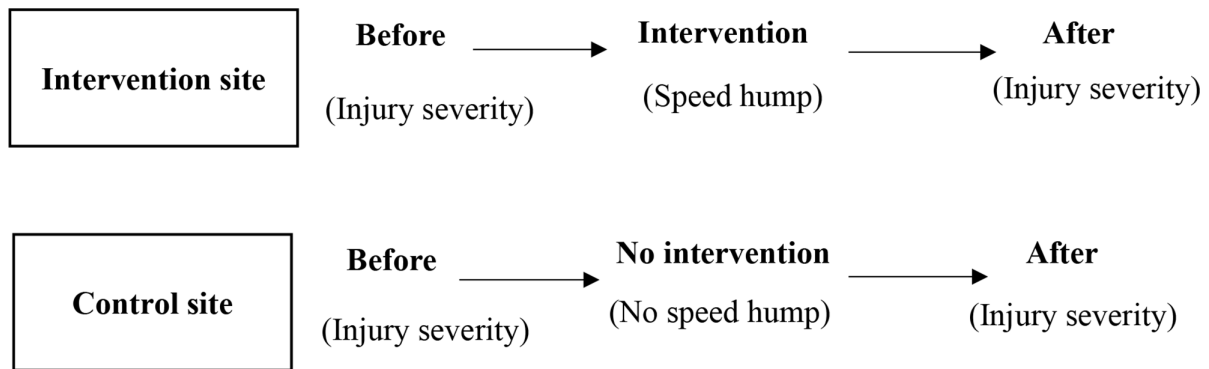 Intervention site
Before
(Injury severity)
Intervention
(Speed hump)
After
(Injury severity)
Control site
Before
(Injury severity)
No intervention
(No speed hump)
After
(Injury severity)